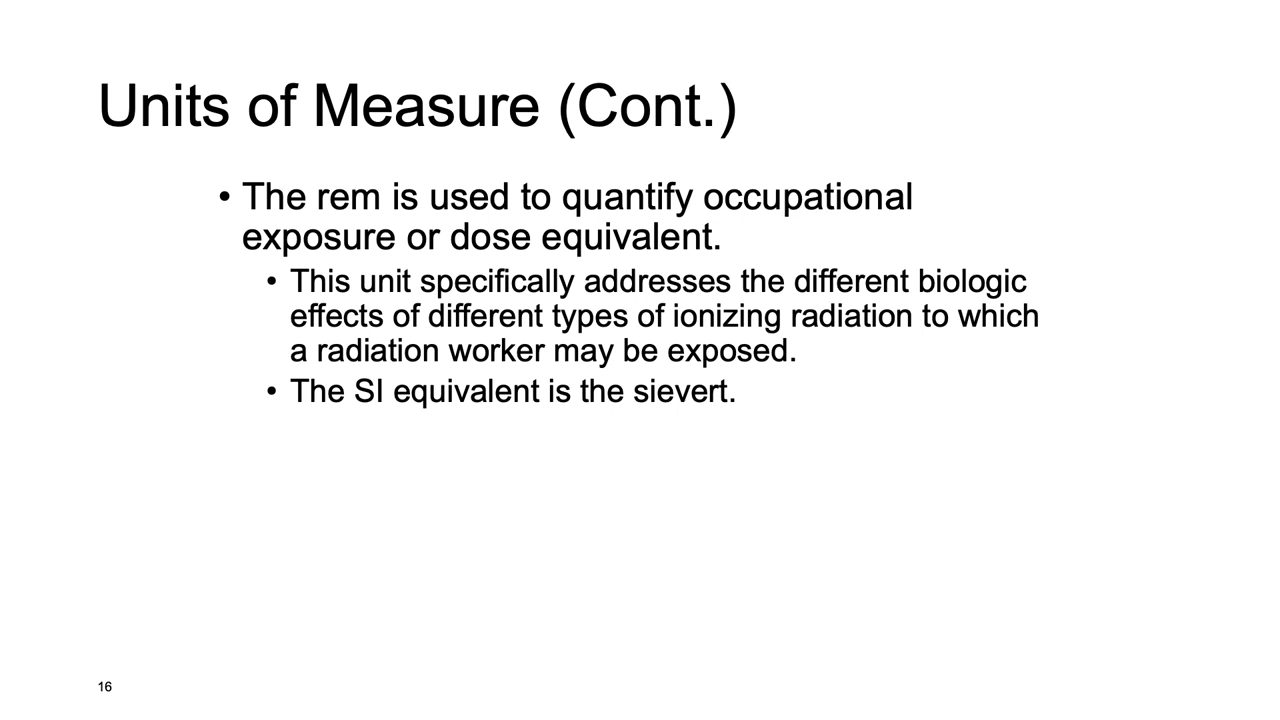 Units of Measure (Cont.)
• The rem is used to quantify occupational
exposure or dose equivalent.
• This unit specifically addresses the different biologic
effects of different types of ionizing radiation to which
a radiation worker may be exposed.
• The SI equivalent is the sievert.
16